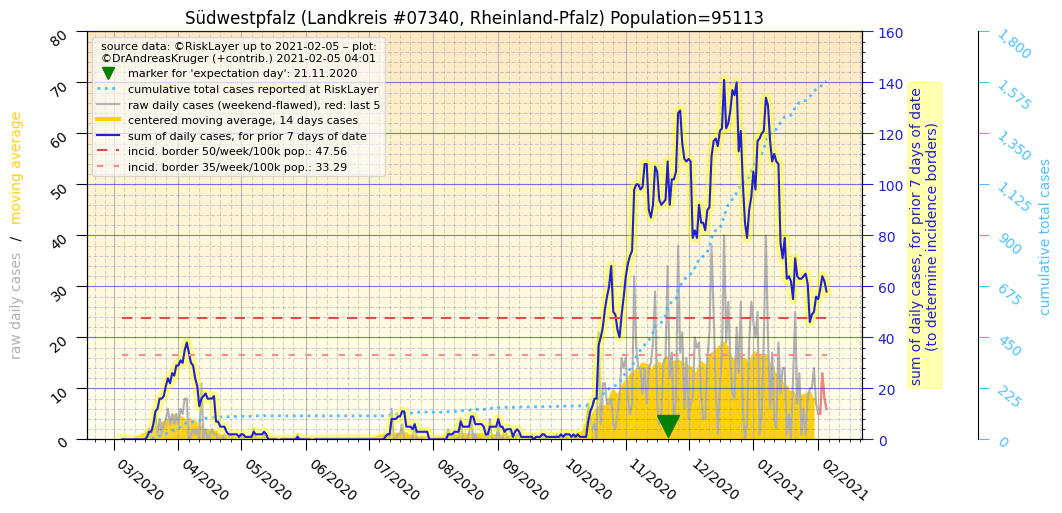 Südwestpfalz (Landkreis #07340, Rheinland-Pfalz) Population=95113
source data: ©RiskLayer up to 2021-02-05 – plot:
©DrAndreasKruger (+contrib.) 2021-02-05 04:01
marker for 'expectation day': 21.11.2020
cumulative total cases reported at RiskLayer
raw daily cases (weekend-flawed), red: last 5
centered moving average, 14 days cases
sum of daily cases, for prior 7 days of date
incid. border 50/week/100k pop.: 47.56
incid. border 35/week/100k pop.: 33.29
raw daily cases / moving average
80
70
60
50
40
30
20
10
0
160
140
120
100
80
60
40
20
0
sum of daily cases, for prior 7 days of date
(to determine incidence borders)
1,800
1,575
1,350
1,125
900
675
450
225
0
cumulative total cases
03/2020
04/2020
05/2020
06/2020
07/2020
08/2020
09/2020
10/2020
11/2020
12/2020
01/2021
02/2021